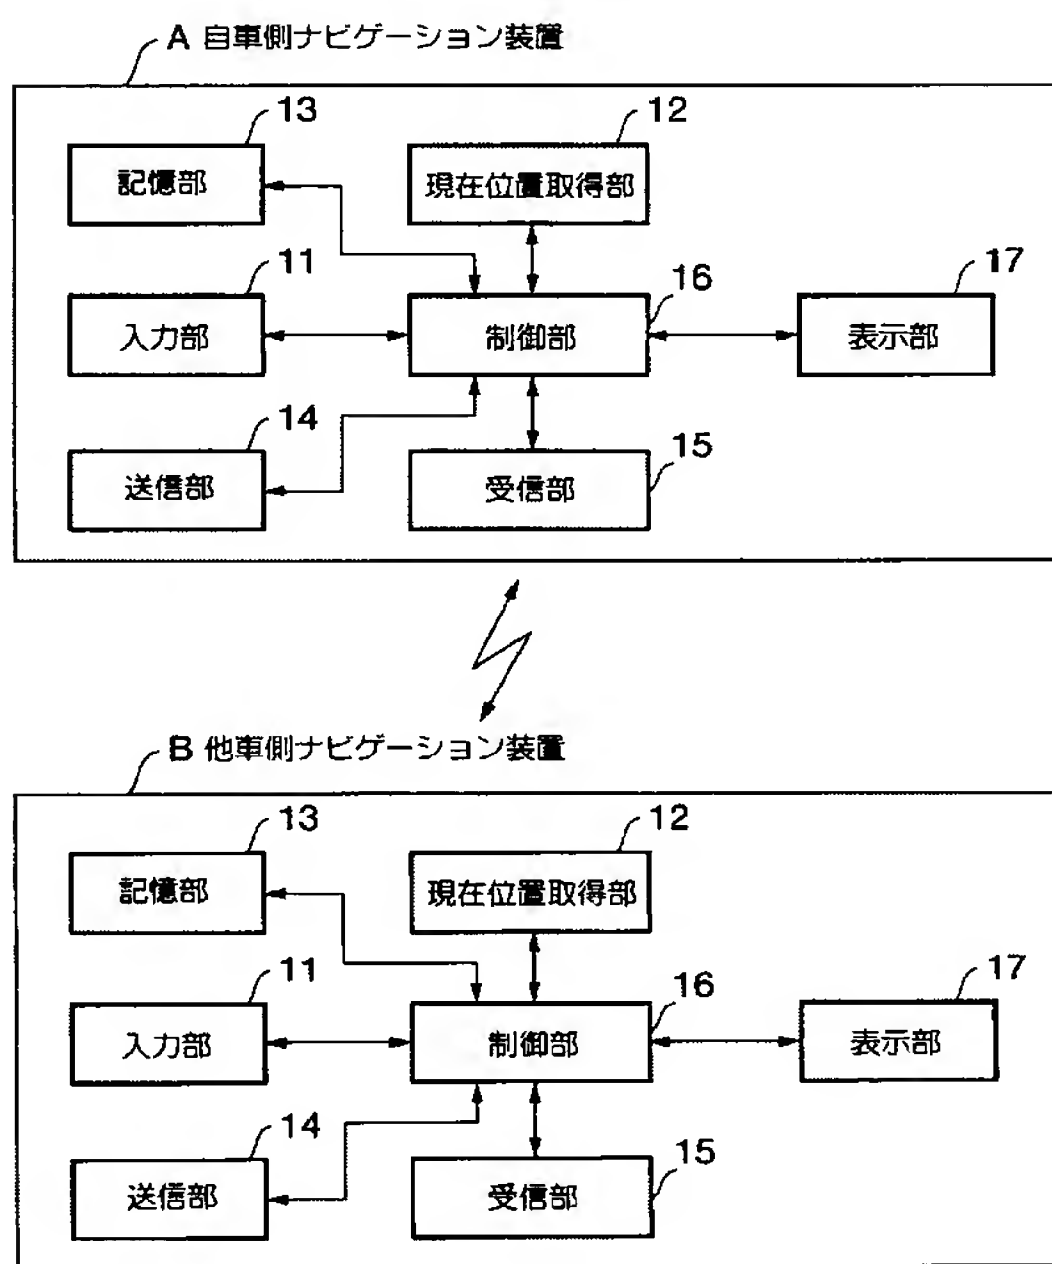 A 自車側ナビゲーション装置
13
12
記憶部
現在位置取得部
11
16
17
入力部
制御部
表示部
14
15
送信部
受信部
B 他車側ナビゲーション装置
13
12
記憶部
現在位置取得部
11
16
17
入力部
制御部
表示部
14
15
送信部
受信部